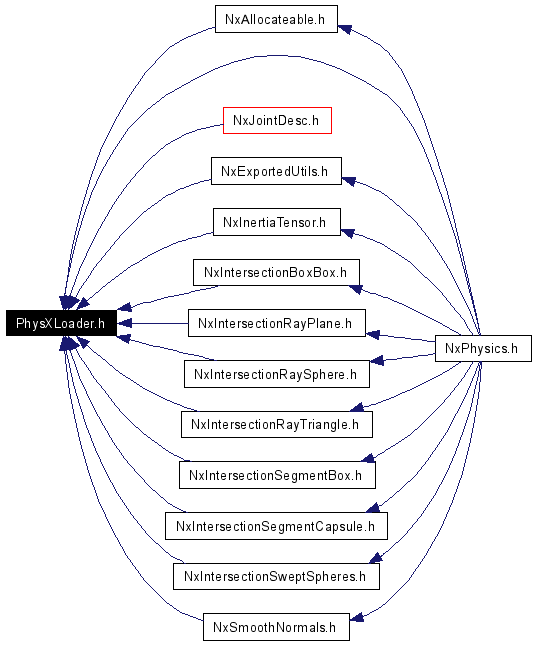 NxAllocateable.h
NxJointDesc.h
NxExportedUtils.h
NxInertiaTensor.h
NxIntersectionBoxBox.h
PhysXLoader.h
NxIntersectionRayPlane.h
NxPhysics.h
NxIntersectionRaySphere.h
NxIntersectionRayTriangle.h
NxIntersectionSegmentBox.h
NxIntersectionSegmentCapsule.h
NxIntersectionSweptSpheres.h
NxSmoothNormals.h